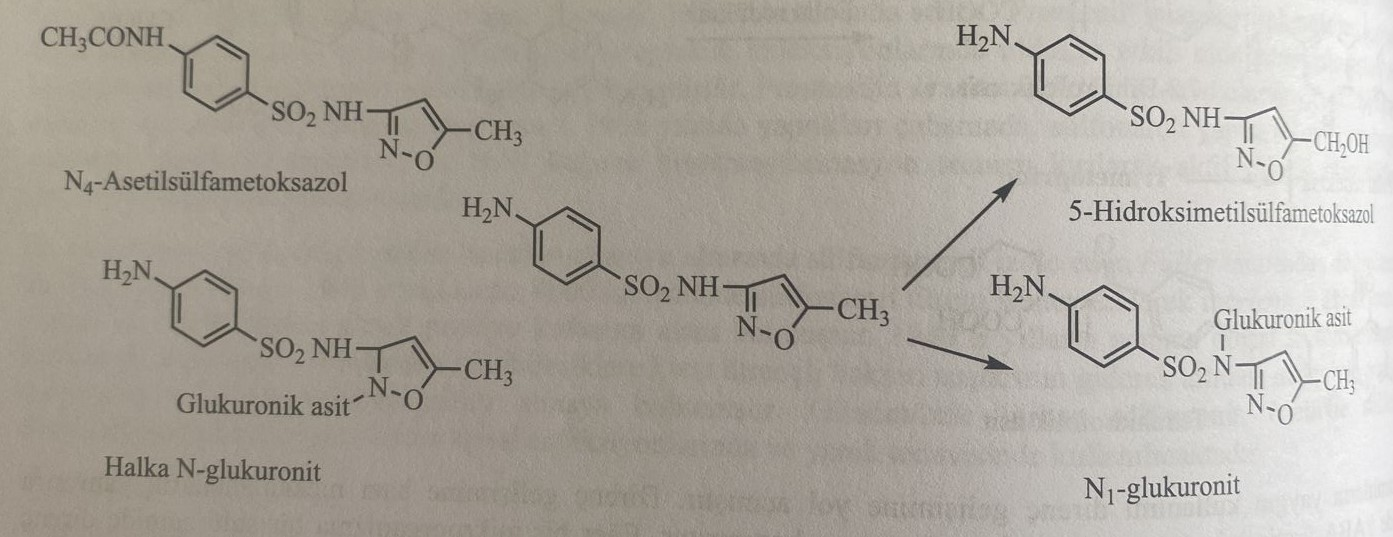 CH₃CONH
SO₂ NH
N
O
CH₃
N₄-Asetilsülfametoksazol
H₂N
SO₂ NH
N
O
CH₂OH
5-Hidroksimetilsülfametoksazol
H₂N
SO₂ NH
N
O
CH₃
H₂N
SO₂ NH
N
O
CH₃
Glukuronik asit
Halka N-glukuronit
H₂N
Glukuronik asit
SO₂ N
N
O
CH₃
N₁-glukuronit